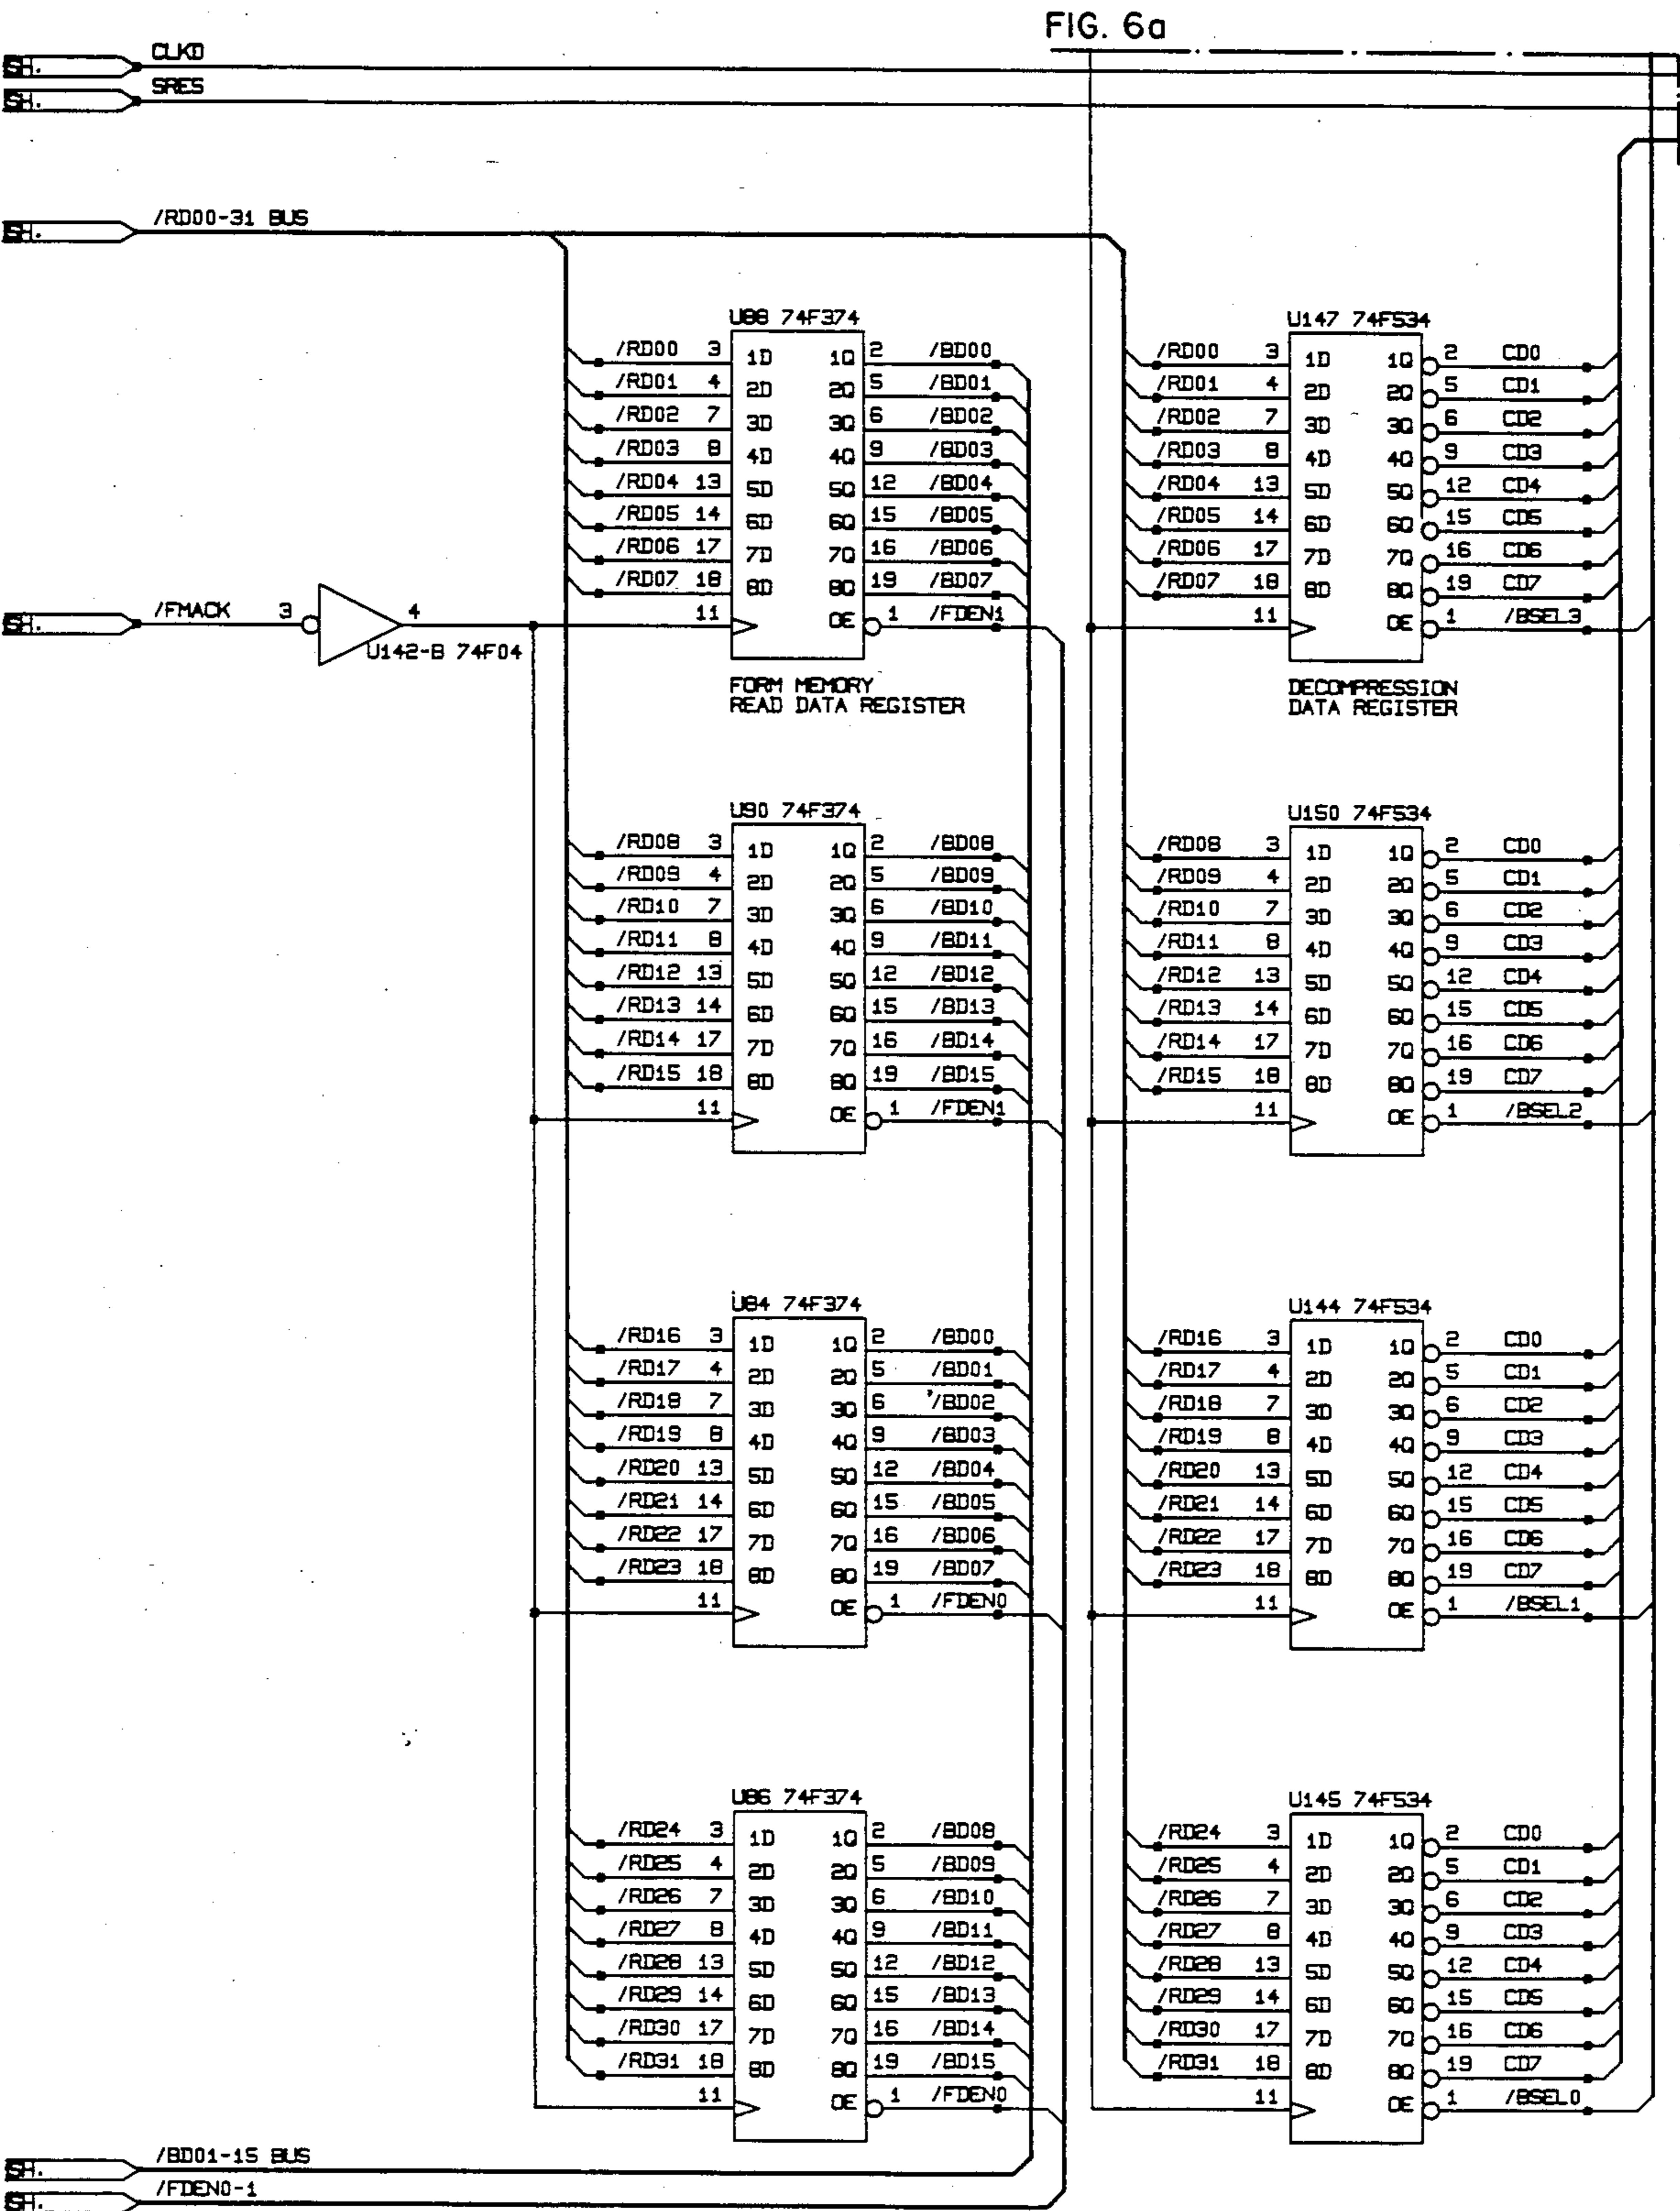 FIG. 6a
SH. CLKD
SH. SRES
SH. /RD00-31 BUS
U88 74F374
/RD00 3 1D 1Q 2 /BD00
/RD01 4 2D 2Q 5 /BD01
/RD02 7 3D 3Q 6 /BD02
/RD03 8 4D 4Q 9 /BD03
/RD04 13 5D 5Q 12 /BD04
/RD05 14 6D 6Q 15 /BD05
/RD06 17 7D 7Q 16 /BD06
/RD07 18 8D 8Q 19 /BD07
11 OE 1 /FDEN1
FORM MEMORY
READ DATA REGISTER
U147 74F534
/RD00 3 1D 1Q 2 CD0
/RD01 4 2D 2Q 5 CD1
/RD02 7 3D 3Q 6 CD2
/RD03 8 4D 4Q 9 CD3
/RD04 13 5D 5Q 12 CD4
/RD05 14 6D 6Q 15 CD5
/RD06 17 7D 7Q 16 CD6
/RD07 18 8D 8Q 19 CD7
11 OE 1 /BSEL3
DECOMPRESSION
DATA REGISTER
SH. /FMACK 3 4
U142-B 74F04
U90 74F374
/RD08 3 1D 1Q 2 /BD08
/RD09 4 2D 2Q 5 /BD09
/RD10 7 3D 3Q 6 /BD10
/RD11 8 4D 4Q 9 /BD11
/RD12 13 5D 5Q 12 /BD12
/RD13 14 6D 6Q 15 /BD13
/RD14 17 7D 7Q 16 /BD14
/RD15 18 8D 8Q 19 /BD15
11 OE 1 /FDEN1
U150 74F534
/RD08 3 1D 1Q 2 CD0
/RD09 4 2D 2Q 5 CD1
/RD10 7 3D 3Q 6 CD2
/RD11 8 4D 4Q 9 CD3
/RD12 13 5D 5Q 12 CD4
/RD13 14 6D 6Q 15 CD5
/RD14 17 7D 7Q 16 CD6
/RD15 18 8D 8Q 19 CD7
11 OE 1 /BSEL2
U84 74F374
/RD16 3 1D 1Q 2 /BD00
/RD17 4 2D 2Q 5 /BD01
/RD18 7 3D 3Q 6 /BD02
/RD19 8 4D 4Q 9 /BD03
/RD20 13 5D 5Q 12 /BD04
/RD21 14 6D 6Q 15 /BD05
/RD22 17 7D 7Q 16 /BD06
/RD23 18 8D 8Q 19 /BD07
11 OE 1 /FDEN0
U144 74F534
/RD16 3 1D 1Q 2 CD0
/RD17 4 2D 2Q 5 CD1
/RD18 7 3D 3Q 6 CD2
/RD19 8 4D 4Q 9 CD3
/RD20 13 5D 5Q 12 CD4
/RD21 14 6D 6Q 15 CD5
/RD22 17 7D 7Q 16 CD6
/RD23 18 8D 8Q 19 CD7
11 OE 1 /BSEL1
U86 74F374
/RD24 3 1D 1Q 2 /BD08
/RD25 4 2D 2Q 5 /BD09
/RD26 7 3D 3Q 6 /BD10
/RD27 8 4D 4Q 9 /BD11
/RD28 13 5D 5Q 12 /BD12
/RD29 14 6D 6Q 15 /BD13
/RD30 17 7D 7Q 16 /BD14
/RD31 18 8D 8Q 19 /BD15
11 OE 1 /FDEN0
U145 74F534
/RD24 3 1D 1Q 2 CD0
/RD25 4 2D 2Q 5 CD1
/RD26 7 3D 3Q 6 CD2
/RD27 8 4D 4Q 9 CD3
/RD28 13 5D 5Q 12 CD4
/RD29 14 6D 6Q 15 CD5
/RD30 17 7D 7Q 16 CD6
/RD31 18 8D 8Q 19 CD7
11 OE 1 /BSEL0
SH. /BD01-15 BUS
SH. /FDEN0-1